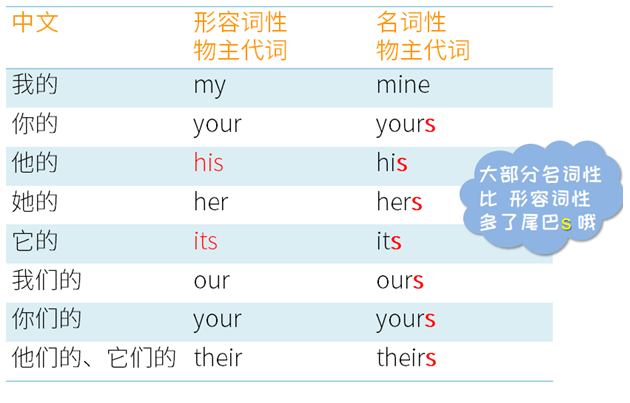 中文 形容词性 名词性
物主代词 物主代词
我的 my mine
你的 your yours
他的 his his
她的 her hers
它的 its its
我们的 our ours
你们的 your yours
他们的、它们的 their theirs
大部分名词性
比 形容词性
多了尾巴s哦